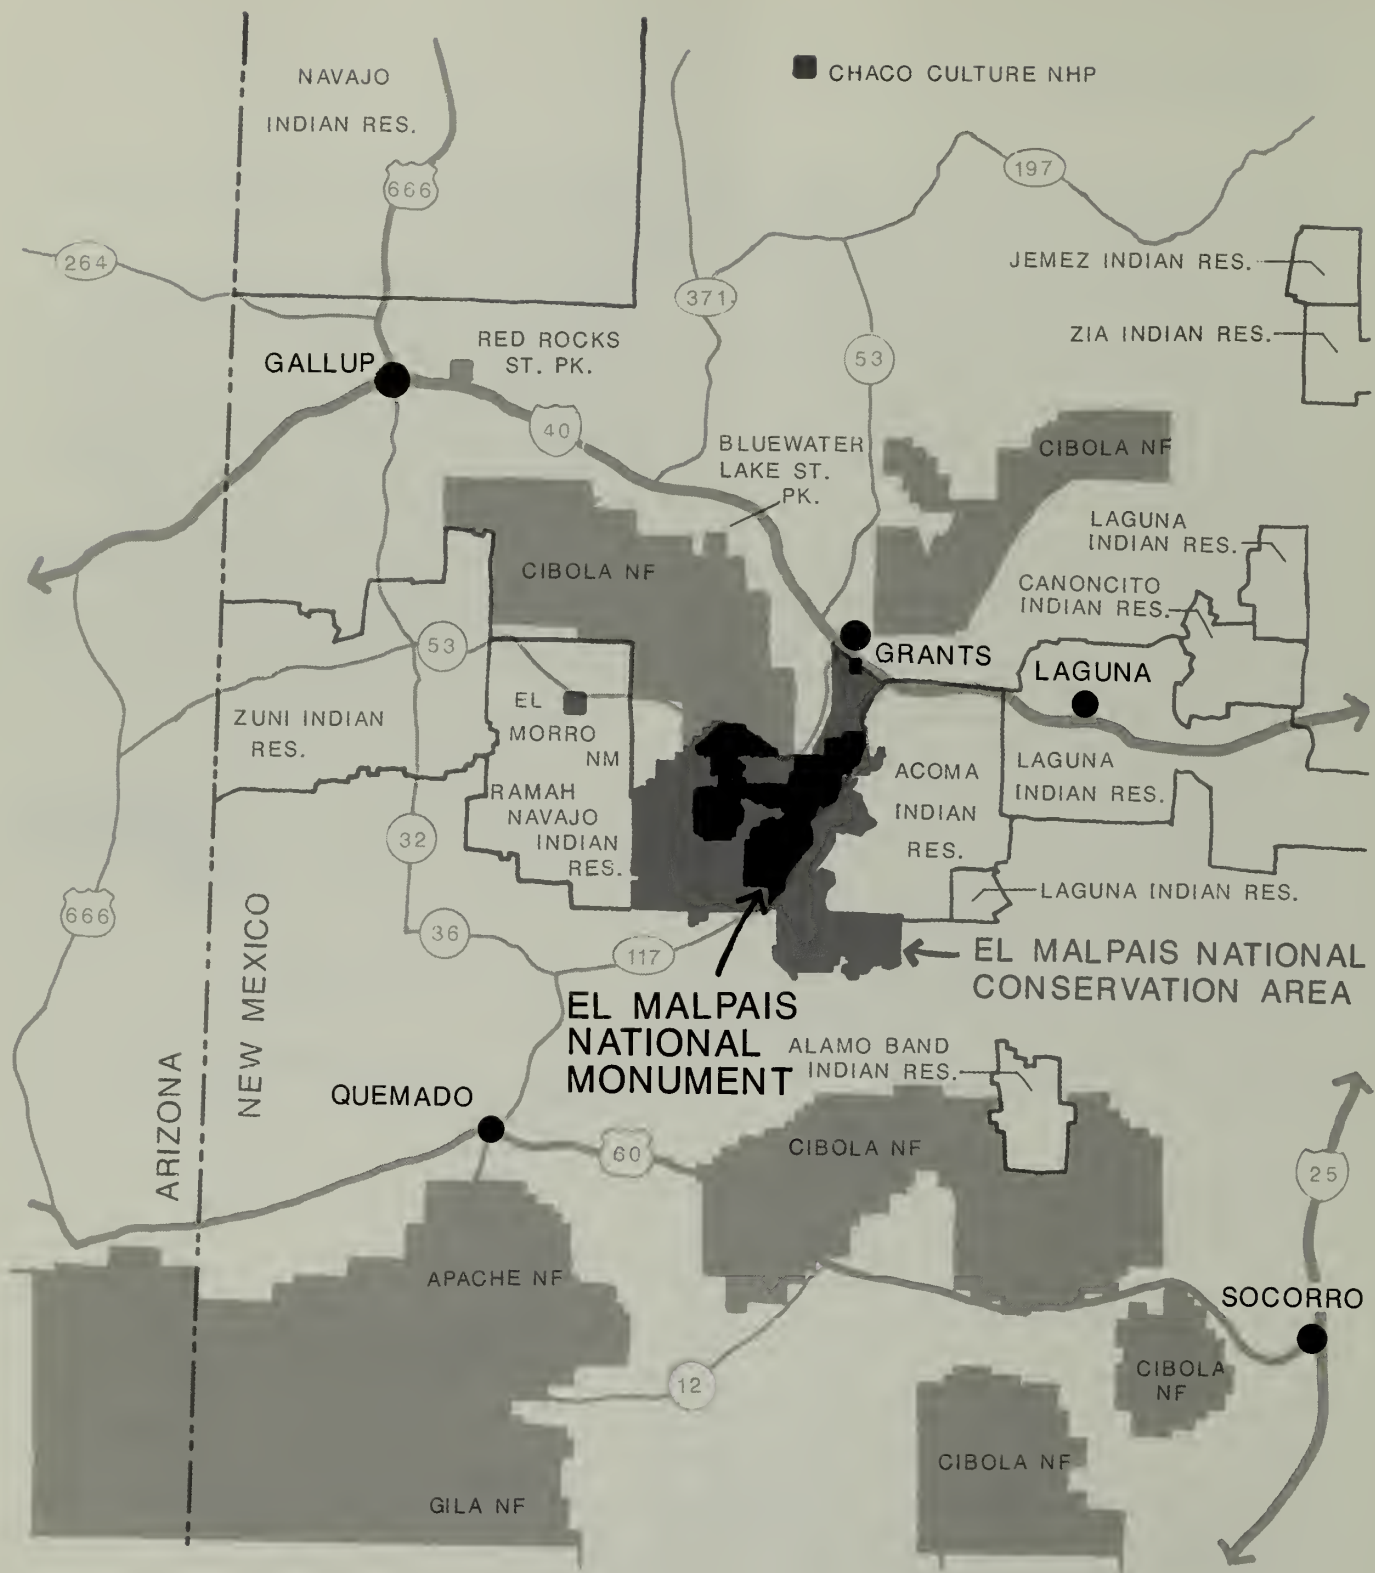 CHACO CULTURE NHP
NAVAJO
INDIAN RES.
666
197
264
JEMEZ INDIAN RES.
371
ZIA INDIAN RES.
RED ROCKS
ST. PK.
GALLUP
53
40
BLUEWATER
LAKE ST.
PK.
CIBOLA NF
LAGUNA
INDIAN RES.
CIBOLA NF
CANONCITO
INDIAN RES.
53
GRANTS
LAGUNA
EL
MORRO
NM
ZUNI INDIAN
RES.
ACOMA
INDIAN
RES.
LAGUNA
INDIAN RES.
RAMAH
NAVAJO
INDIAN
RES.
32
LAGUNA INDIAN RES.
666
36
117
EL MALPAIS NATIONAL
CONSERVATION AREA
NEW MEXICO
ARIZONA
EL MALPAIS
NATIONAL
MONUMENT
ALAMO BAND
INDIAN RES.
QUEMADO
60
CIBOLA NF
25
APACHE NF
SOCORRO
12
CIBOLA
NF
CIBOLA NF
GILA NF